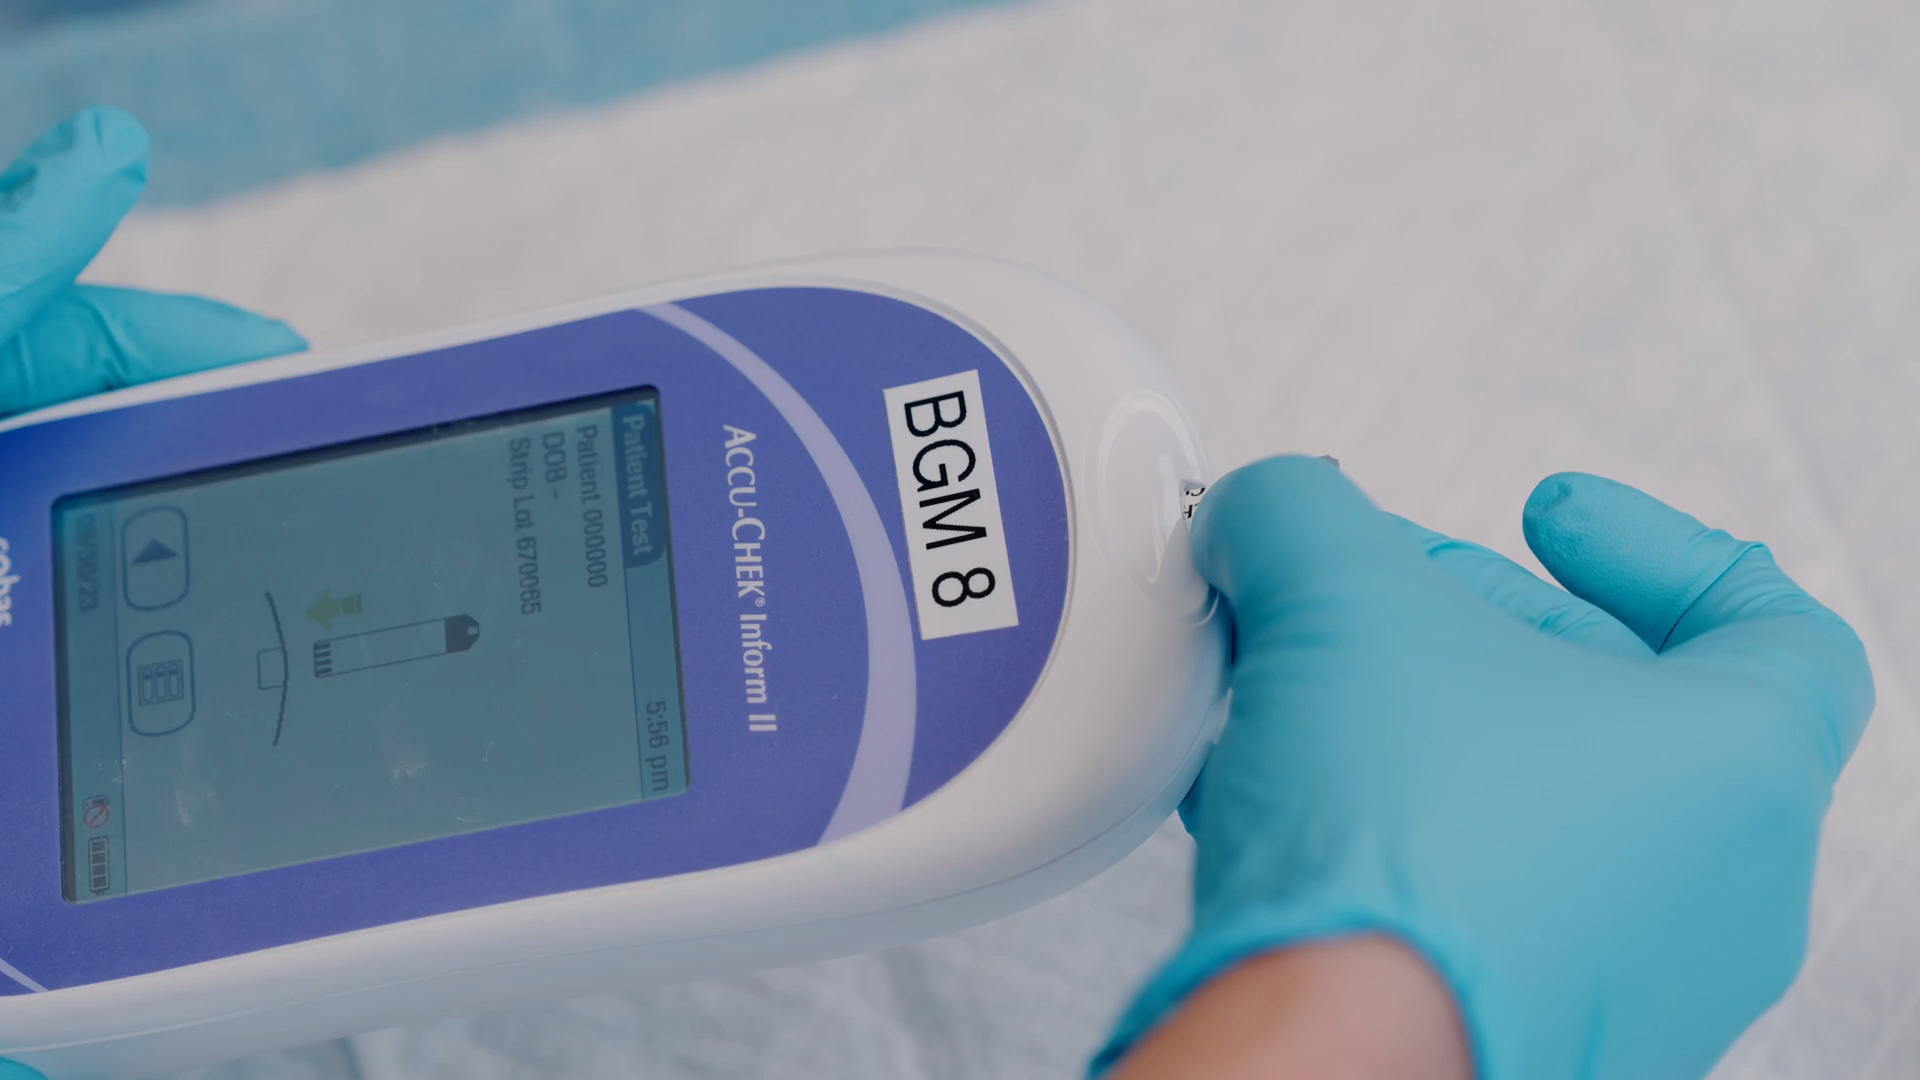 Patient Test
Patient 000000
DOB -
Strip Lot 670065
5:56 pm
09/30/23
ACCU-CHEK® Inform II
BGM 8
cobas